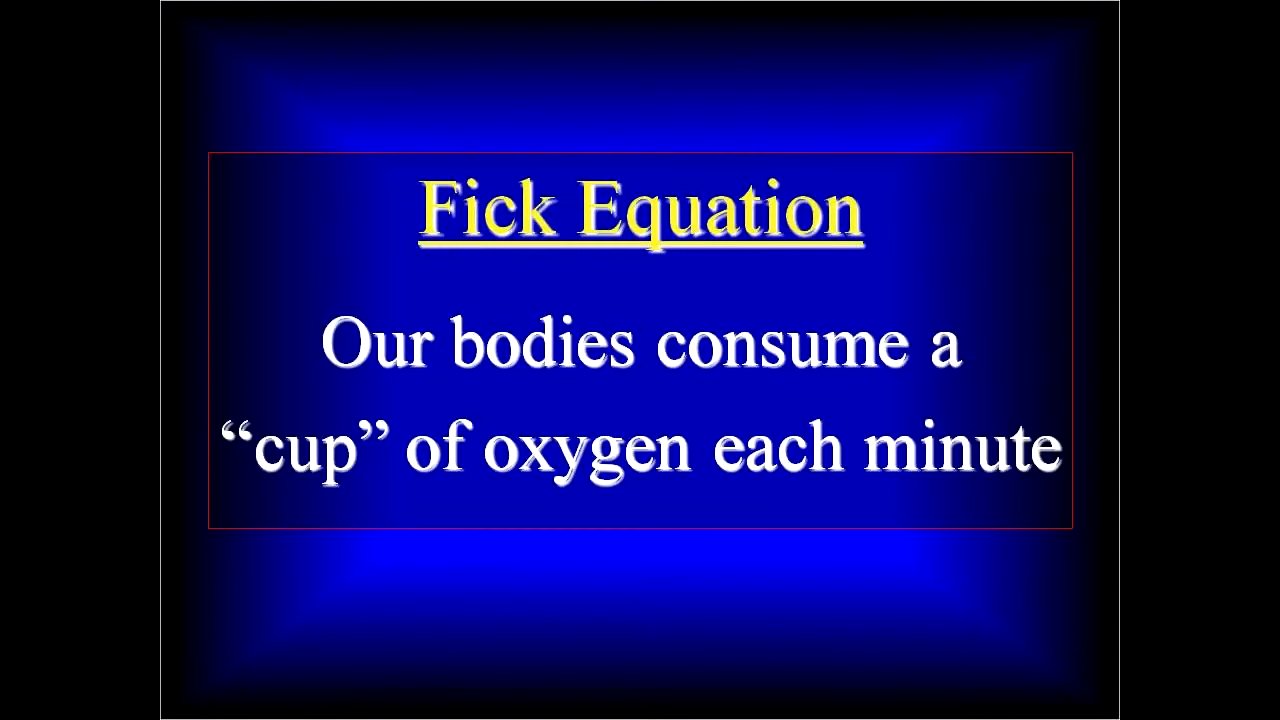 Fick Equation
Our bodies consume a
“cup” of oxygen each minute